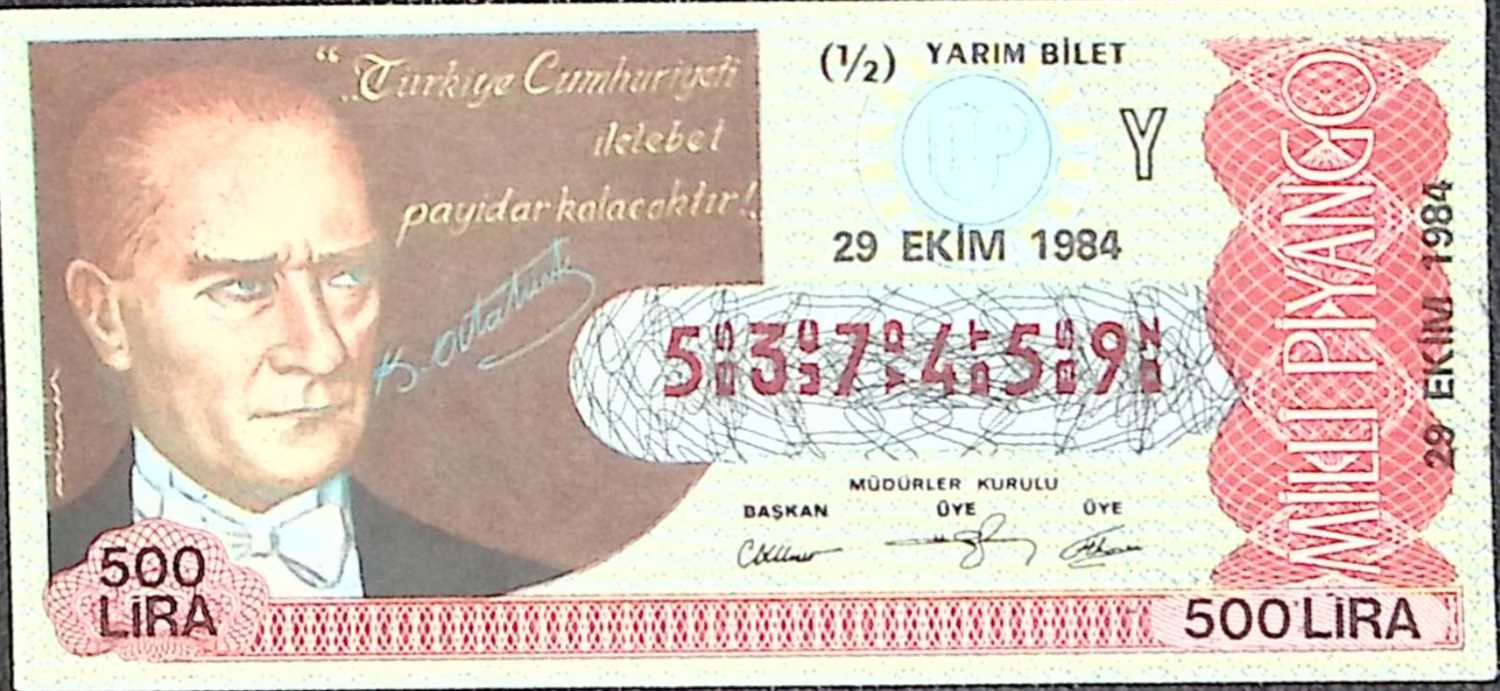 “Türkiye Cumhuriyeti
ilelebet
payidar kalacaktır!„
K. Atatürk
(½) YARIM BİLET
Y
29 EKİM 1984
537459
MÜDÜRLER KURULU
BAŞKAN ÜYE ÜYE
500
LİRA
500 LİRA
MİLLİ PİYANGO
29 EKİM 1984